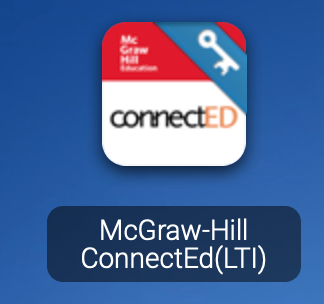 Mc
Graw
Hill
Education
connectED
McGraw-Hill
ConnectEd(LTI)